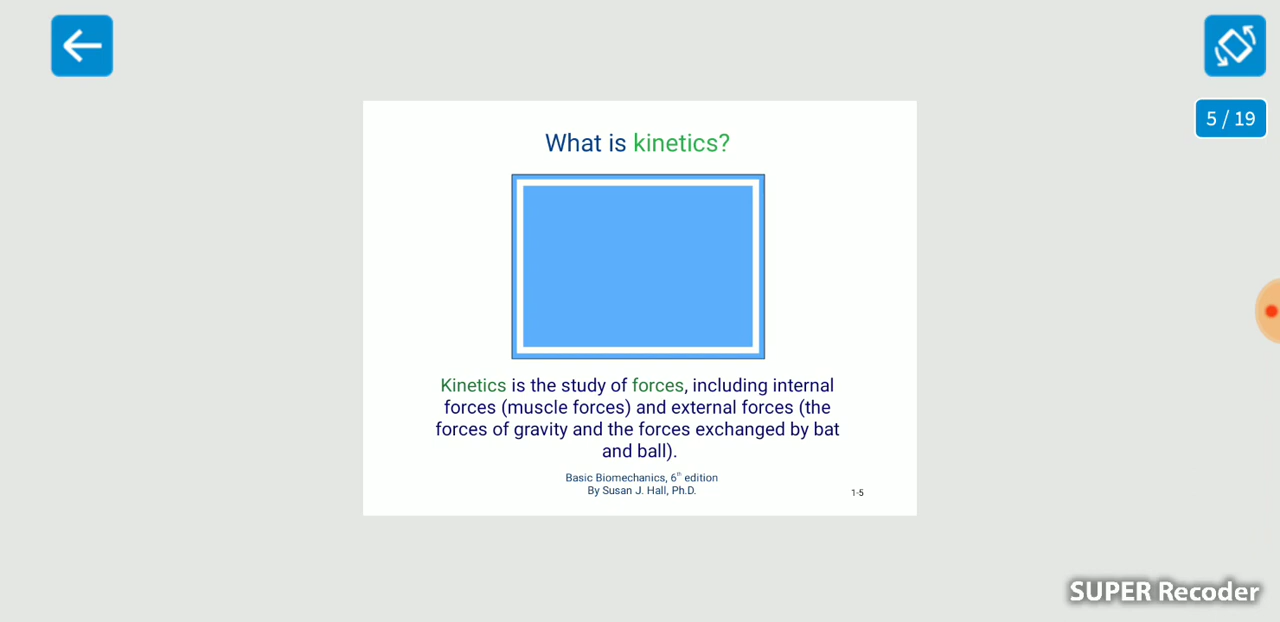 5 / 19
What is kinetics?
Kinetics is the study of forces, including internal
forces (muscle forces) and external forces (the
forces of gravity and the forces exchanged by bat
and ball).
Basic Biomechanics, 6th edition
By Susan J. Hall, Ph.D.
1-5
SUPER Recoder